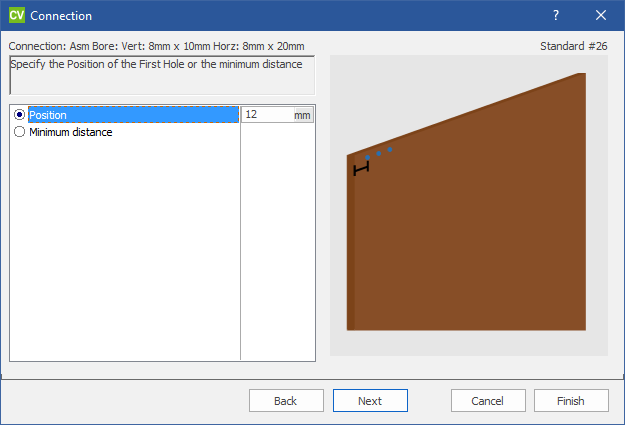 CV Connection ?
Connection: Asm Bore: Vert: 8mm x 10mm Horz: 8mm x 20mm Standard #26
Specify the Position of the First Hole or the minimum distance
Position 12 mm
Minimum distance
Back Next Cancel Finish